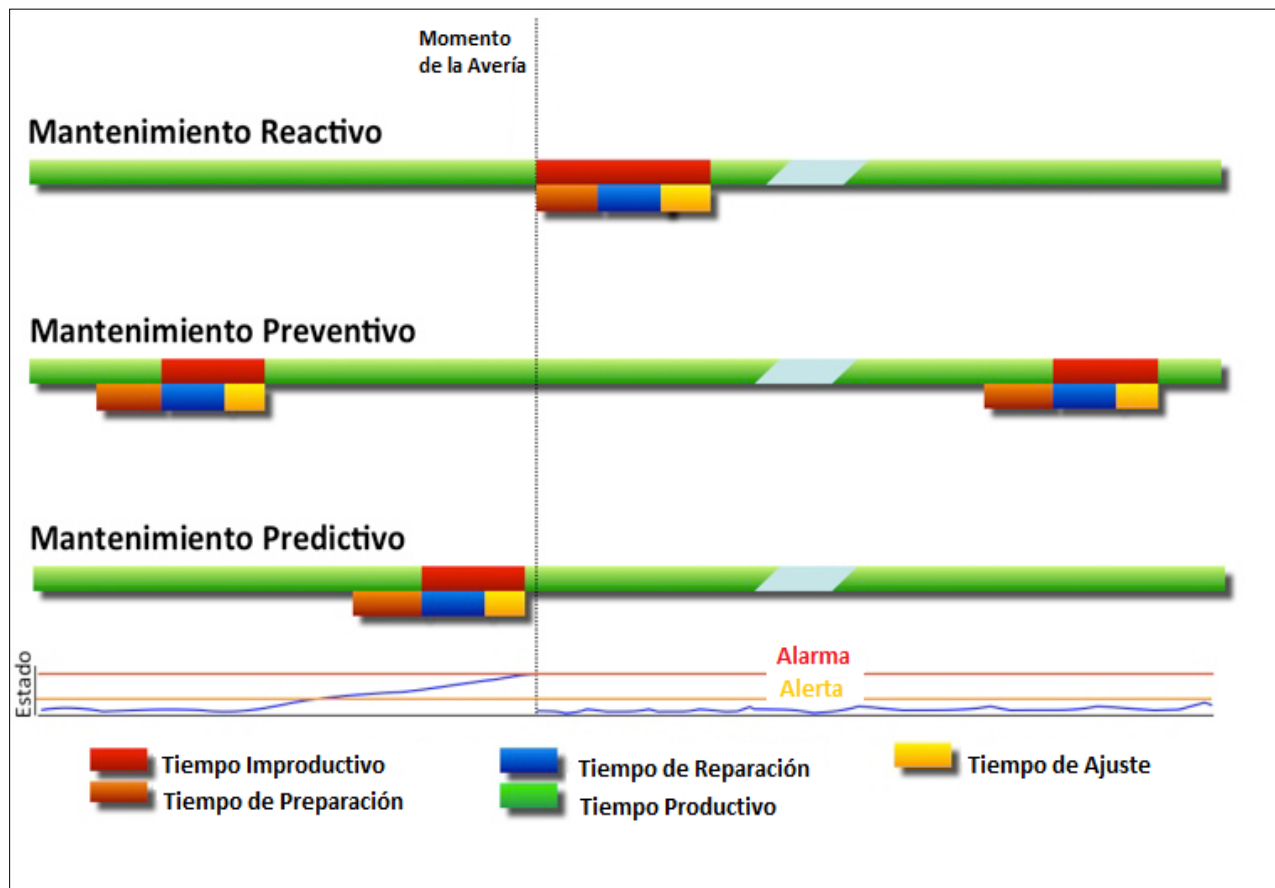 Momento
de la Avería
Mantenimiento Reactivo
Mantenimiento Preventivo
Mantenimiento Predictivo
Estado
Alarma
Alerta
Tiempo Improductivo
Tiempo de Reparación
Tiempo de Ajuste
Tiempo de Preparación
Tiempo Productivo